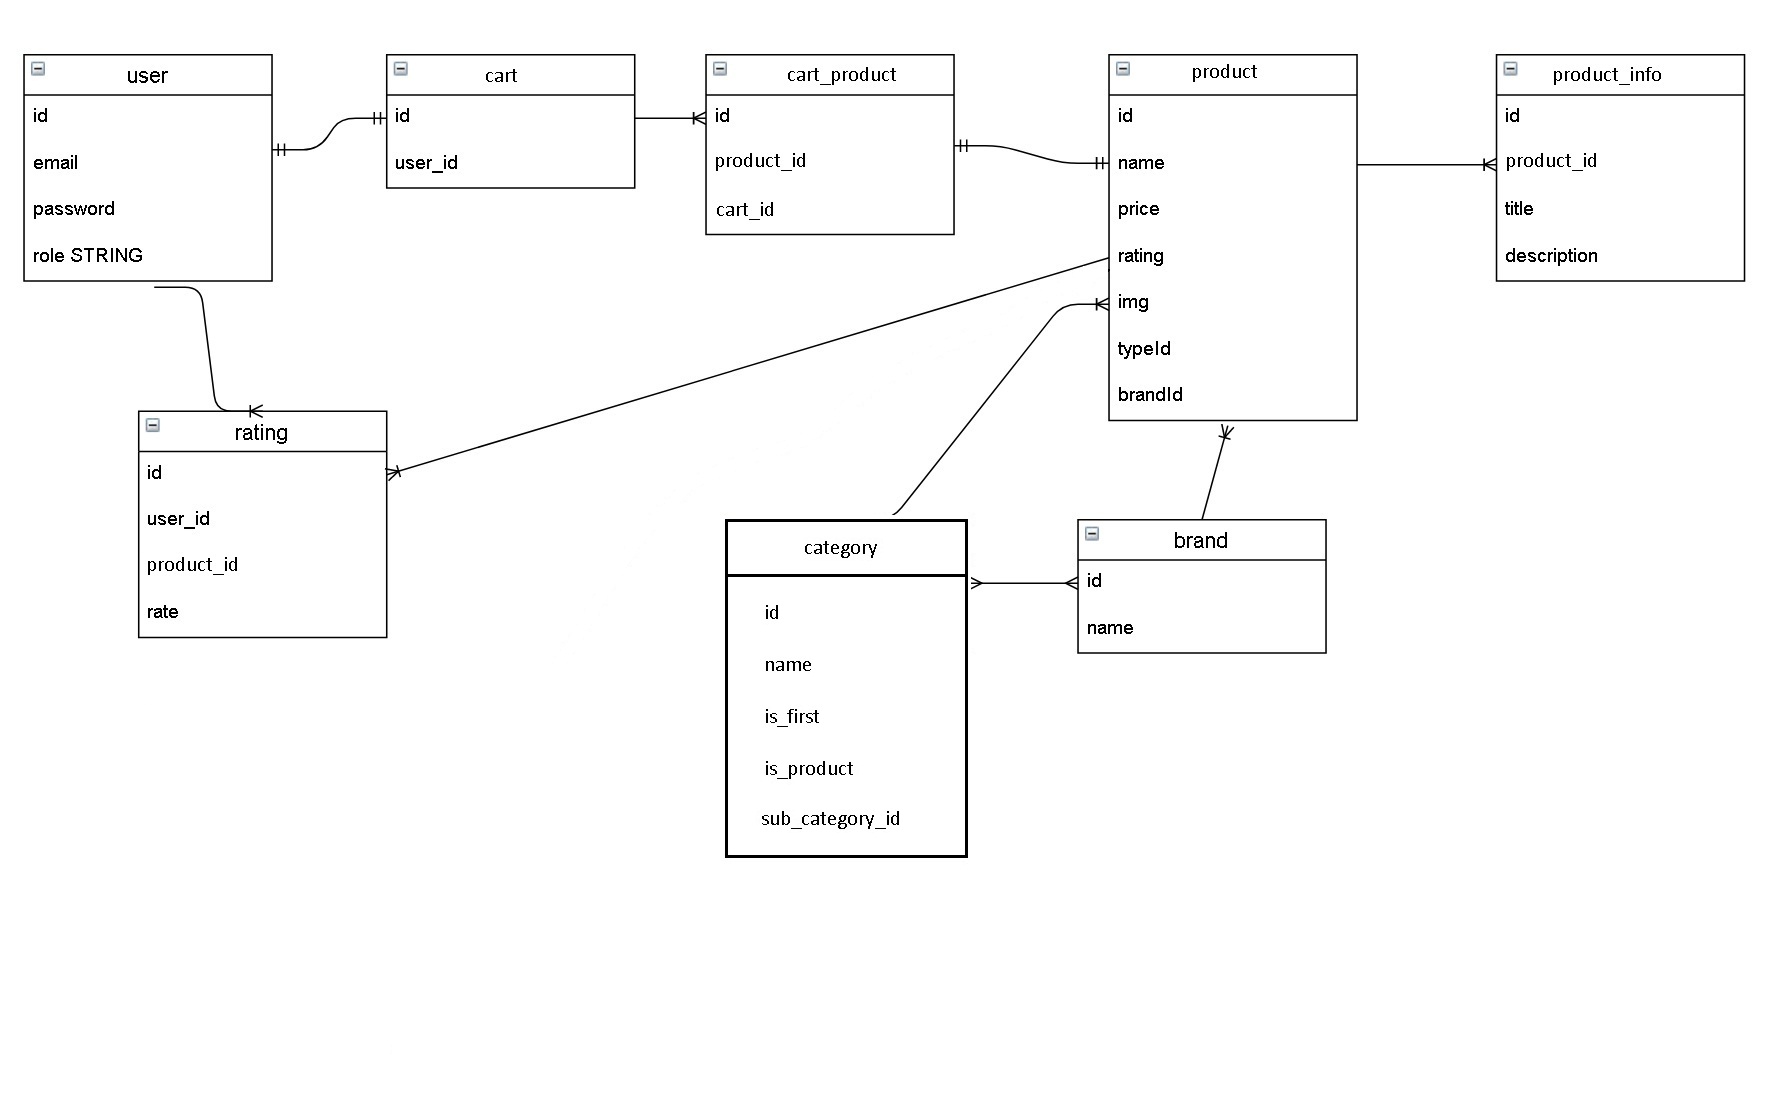 user
id
email
password
role STRING
cart
id
user_id
cart_product
id
product_id
cart_id
product
id
name
price
rating
img
typeId
brandId
product_info
id
product_id
title
description
rating
id
user_id
product_id
rate
category
id
name
is_first
is_product
sub_category_id
brand
id
name